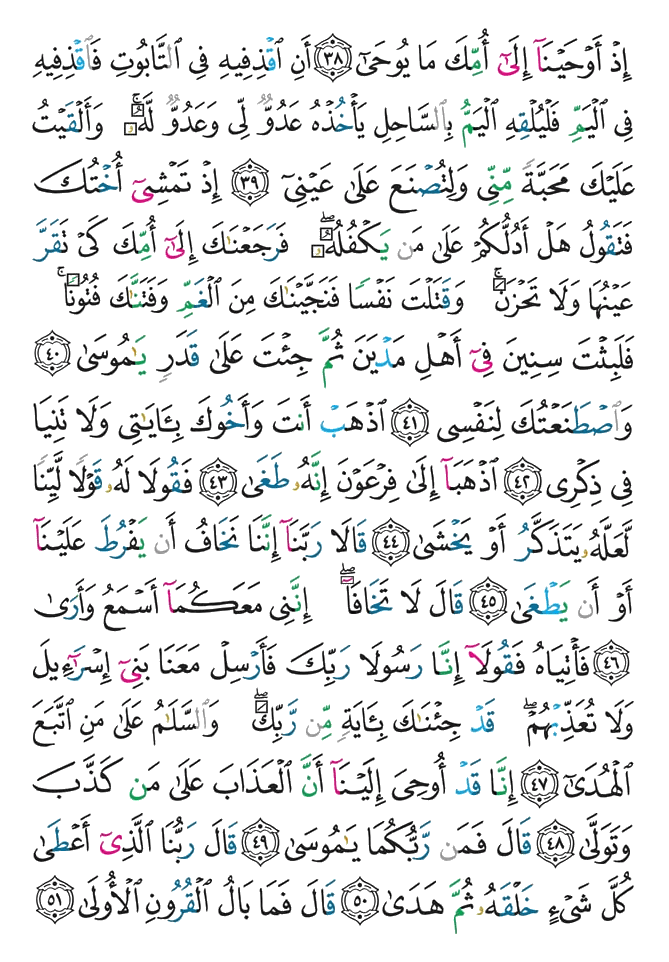 إِذْ أَوْحَيْنَآ إِلَىٰٓ أُمِّكَ مَا يُوحَىٰٓ ٣٨ أَنِ ٱقْذِفِيهِ فِى ٱلتَّابُوتِ فَٱقْذِفِيهِ
فِى ٱلْيَمِّ فَلْيُلْقِهِ ٱلْيَمُّ بِٱلسَّاحِلِ يَأْخُذْهُ عَدُوٌّ لِّى وَعَدُوٌّ لَّهُۥ ۚ وَأَلْقَيْتُ
عَلَيْكَ مَحَبَّةً مِّنِّى وَلِتُصْنَعَ عَلَىٰ عَيْنِىٓ ٣٩ إِذْ تَمْشِىٓ أُخْتُكَ
فَتَقُولُ هَلْ أَدُلُّكُمْ عَلَىٰ مَن يَكْفُلُهُۥ ۖ فَرَجَعْنَٰكَ إِلَىٰٓ أُمِّكَ كَىْ تَقَرَّ
عَيْنُهَا وَلَا تَحْزَنَ ۚ وَقَتَلْتَ نَفْسًا فَنَجَّيْنَٰكَ مِنَ ٱلْغَمِّ وَفَتَنَّٰكَ فُتُونًا ۚ
فَلَبِثْتَ سِنِينَ فِىٓ أَهْلِ مَدْيَنَ ثُمَّ جِئْتَ عَلَىٰ قَدَرٍ يَٰمُوسَىٰ ٤٠
وَٱصْطَنَعْتُكَ لِنَفْسِى ٤١ ٱذْهَبْ أَنتَ وَأَخُوكَ بِـَٔايَٰتِى وَلَا تَنِيَا
فِى ذِكْرِى ٤٢ ٱذْهَبَآ إِلَىٰ فِرْعَوْنَ إِنَّهُۥ طَغَىٰ ٤٣ فَقُولَا لَهُۥ قَوْلًا لَّيِّنًا
لَّعَلَّهُۥ يَتَذَكَّرُ أَوْ يَخْشَىٰ ٤٤ قَالَا رَبَّنَآ إِنَّنَا نَخَافُ أَن يَفْرُطَ عَلَيْنَآ
أَوْ أَن يَطْغَىٰ ٤٥ قَالَ لَا تَخَافَآ ۖ إِنَّنِى مَعَكُمَآ أَسْمَعُ وَأَرَىٰ
٤٦ فَأْتِيَاهُ فَقُولَآ إِنَّا رَسُولَا رَبِّكَ فَأَرْسِلْ مَعَنَا بَنِىٓ إِسْرَٰٓءِيلَ
وَلَا تُعَذِّبْهُمْ ۖ قَدْ جِئْنَٰكَ بِـَٔايَةٍ مِّن رَّبِّكَ ۖ وَٱلسَّلَٰمُ عَلَىٰ مَنِ ٱتَّبَعَ
ٱلْهُدَىٰٓ ٤٧ إِنَّا قَدْ أُوحِىَ إِلَيْنَآ أَنَّ ٱلْعَذَابَ عَلَىٰ مَن كَذَّبَ
وَتَوَلَّىٰ ٤٨ قَالَ فَمَن رَّبُّكُمَا يَٰمُوسَىٰ ٤٩ قَالَ رَبُّنَا ٱلَّذِىٓ أَعْطَىٰ
كُلَّ شَىْءٍ خَلْقَهُۥ ثُمَّ هَدَىٰ ٥٠ قَالَ فَمَا بَالُ ٱلْقُرُونِ ٱلْأُولَىٰ ٥١